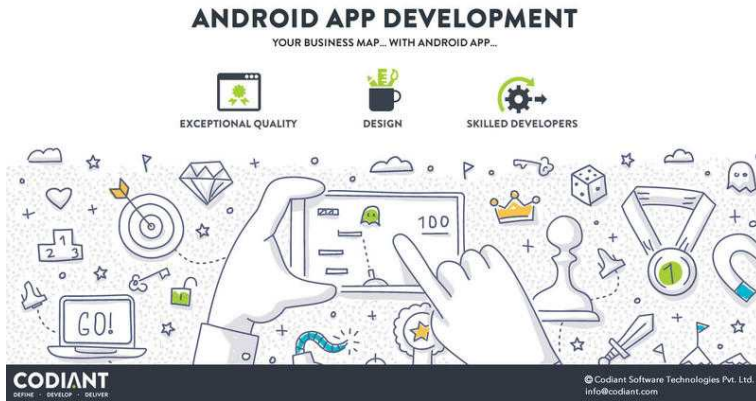 ANDROID APP DEVELOPMENT
YOUR BUSINESS MAP... WITH ANDROID APP...
EXCEPTIONAL QUALITY
DESIGN
SKILLED DEVELOPERS
100
1
2 3
GO!
1
CODIANT
DEFINE - DEVELOP - DELIVER
© Codiant Software Technologies Pvt. Ltd.
info@codiant.com